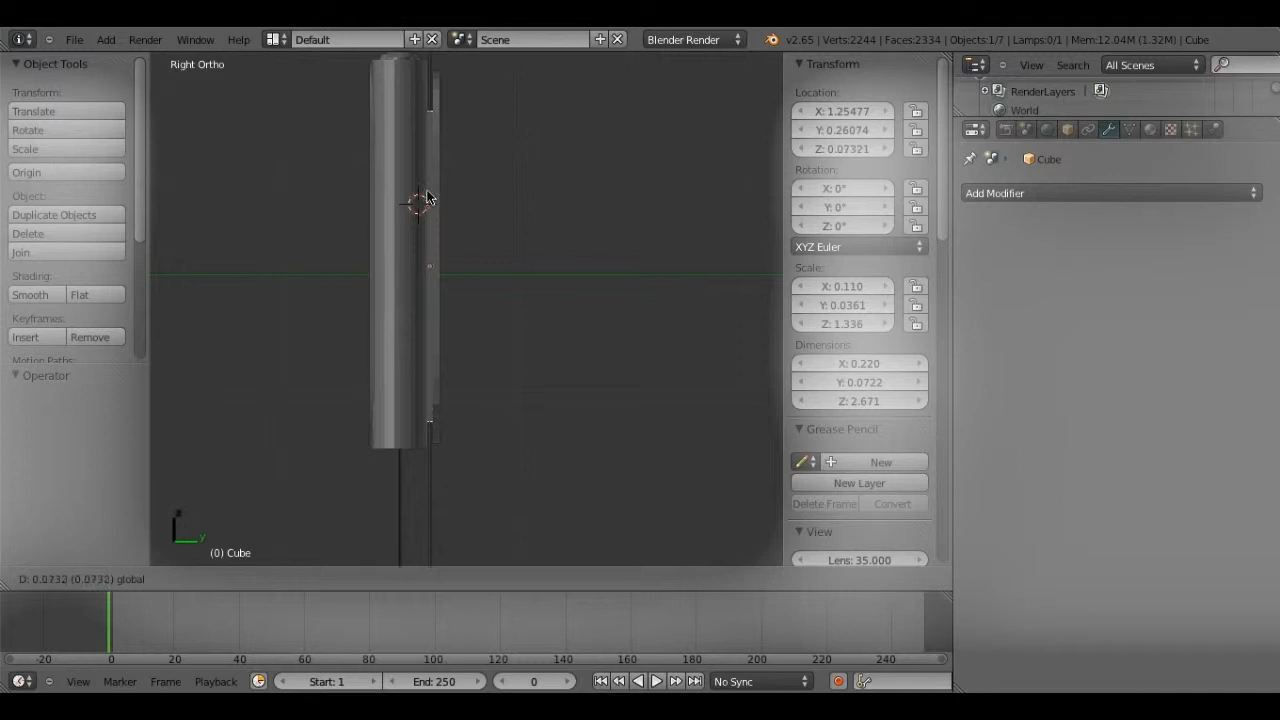 File Add Render Window Help Default Scene Blender Render v2.65 | Verts:2244 | Faces:2334 | Objects:1/7 | Lamps:0/1 | Mem:12.04M (1.32M) | Cube
Object Tools
Transform:
Translate
Rotate
Scale
Origin
Object:
Duplicate Objects
Delete
Join
Shading:
Smooth Flat
Keyframes:
Insert Remove
Motion Paths:
Operator
Right Ortho
z
y
(0) Cube
D: 0.0732 (0.0732) global
Transform
Location:
X: 1.25477
Y: 0.26074
Z: 0.07321
Rotation:
X: 0°
Y: 0°
Z: 0°
XYZ Euler
Scale:
X: 0.110
Y: 0.0361
Z: 1.336
Dimensions:
X: 0.220
Y: 0.0722
Z: 2.671
Grease Pencil
New
New Layer
Delete Frame Convert
View
Lens: 35.000
View Search All Scenes
RenderLayers |
World
Cube
Add Modifier
-20 0 20 40 60 80 100 120 140 160 180 200 220 240
View Marker Frame Playback Start: 1 End: 250 0 No Sync